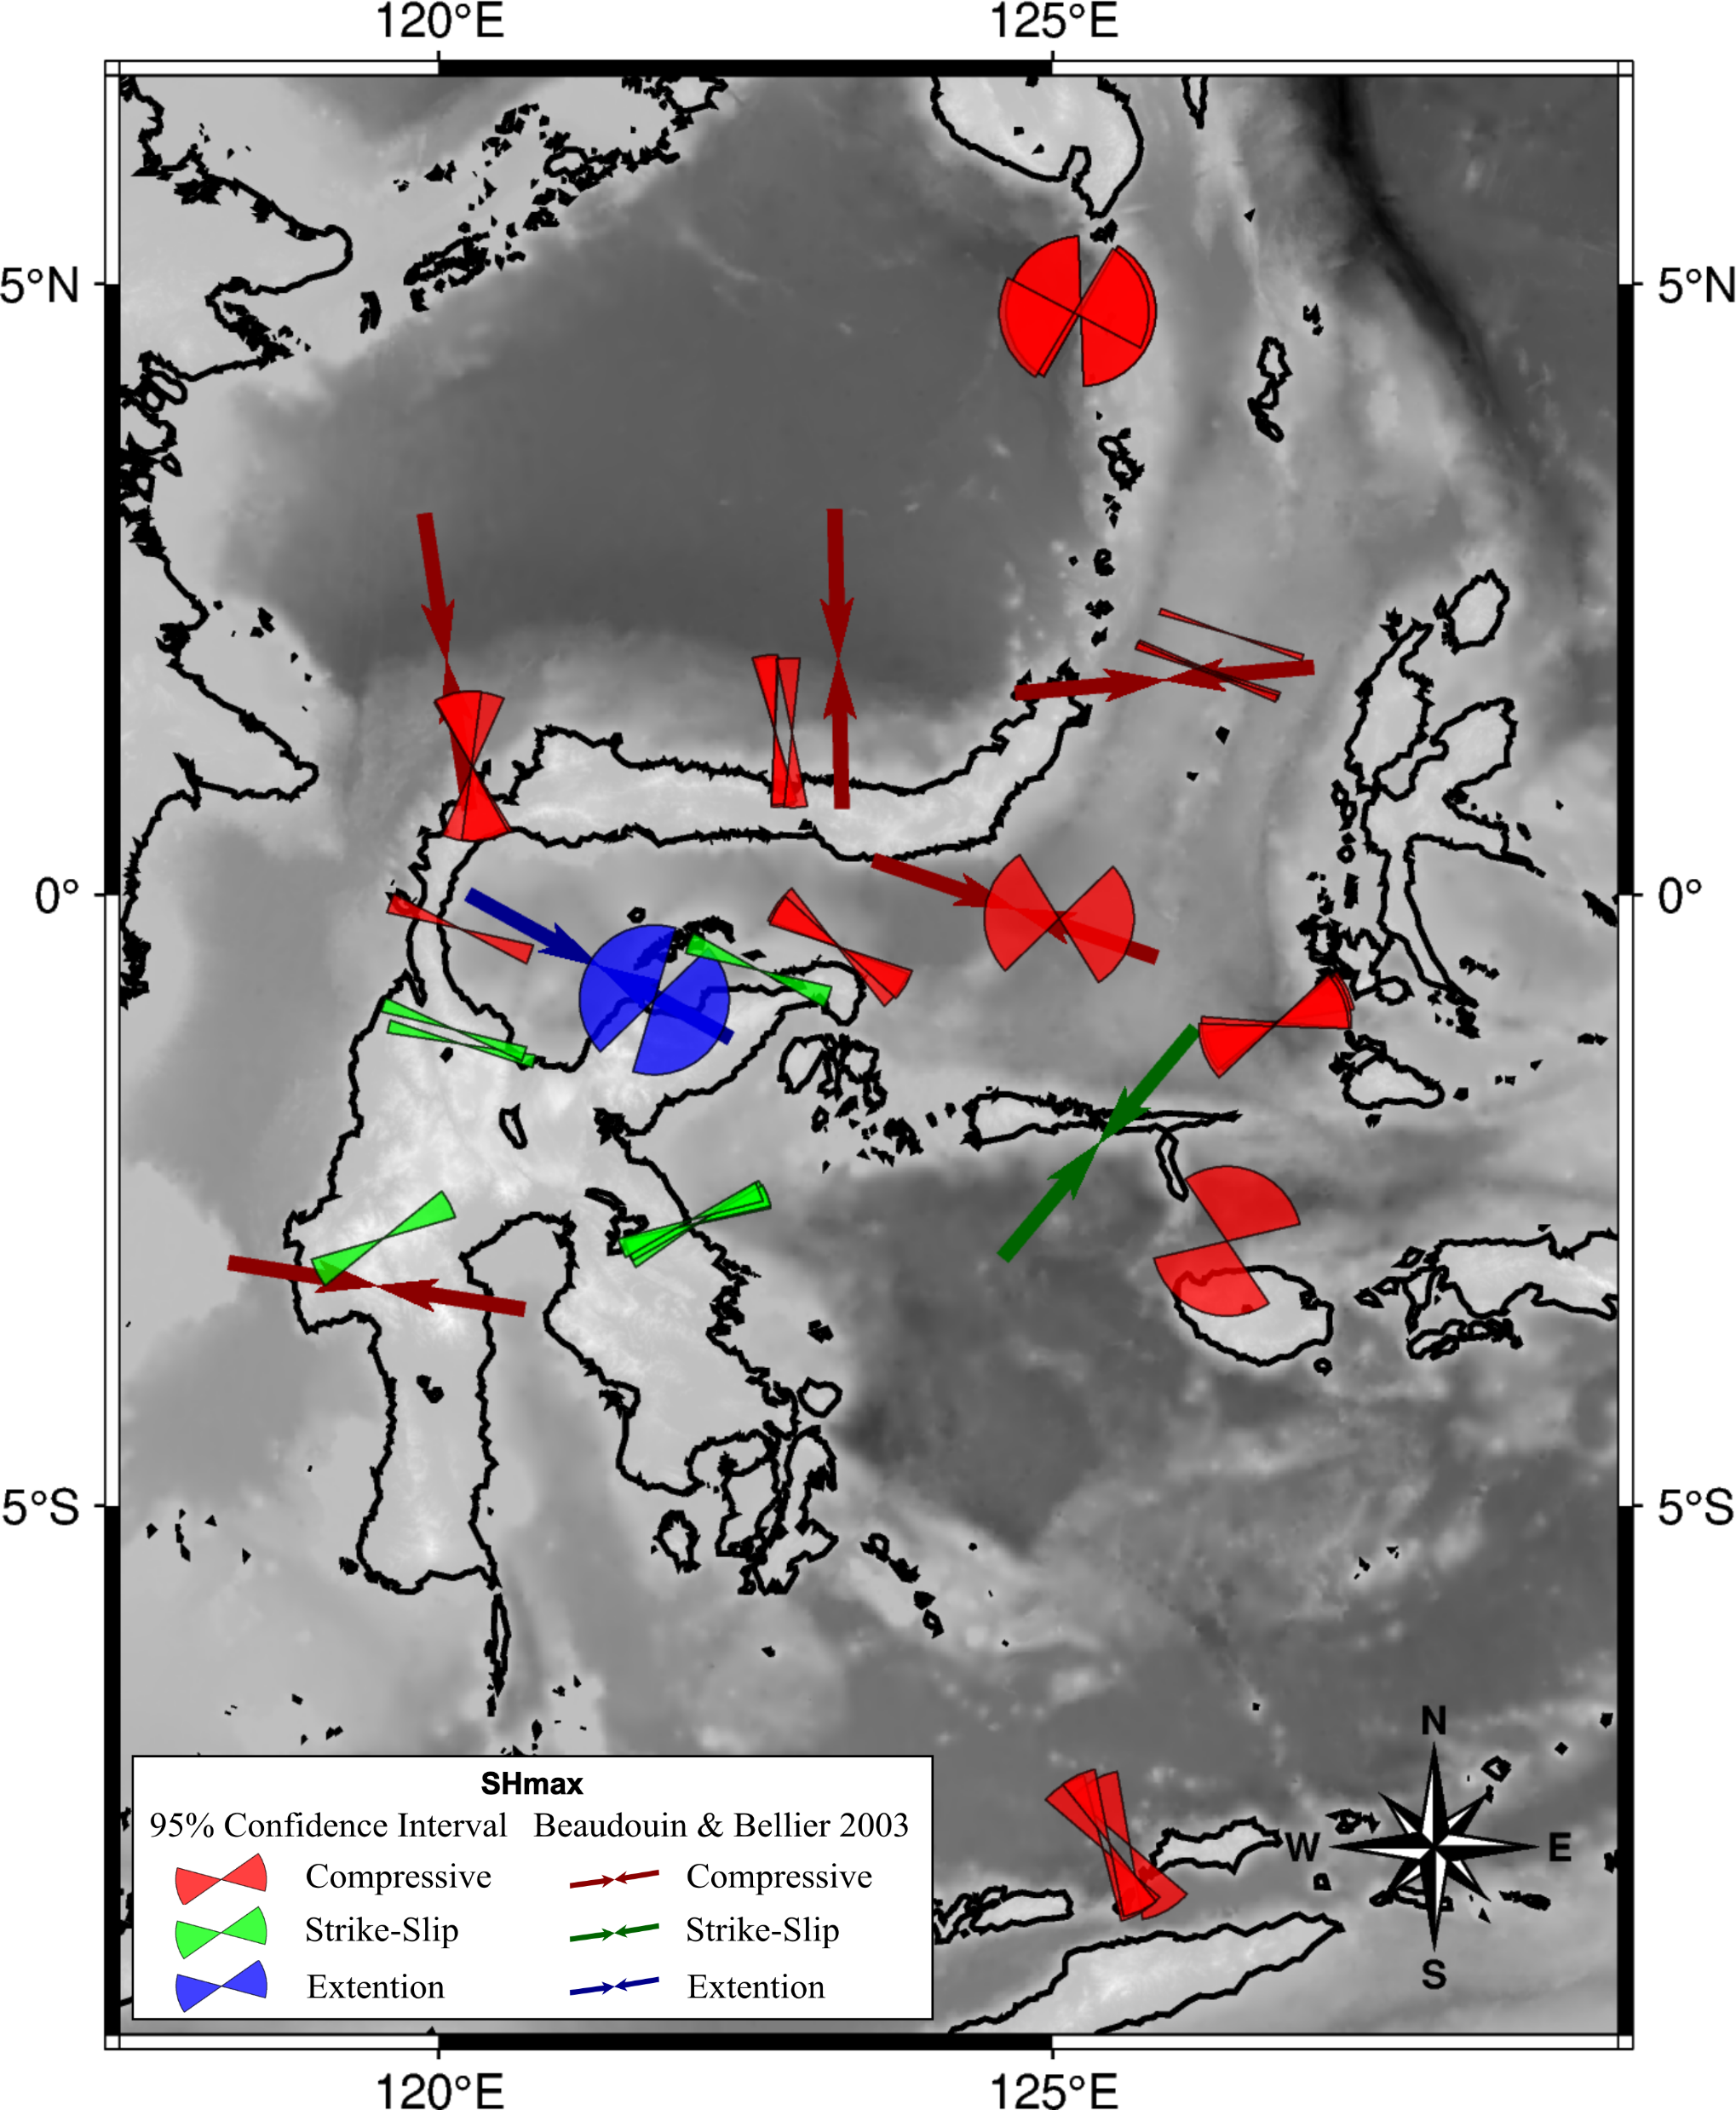 120°E 125°E
5°N 5°N
0° 0°
5°S 5°S
N
W E
S
SHmax
95% Confidence Interval Beaudouin & Bellier 2003
Compressive Compressive
Strike-Slip Strike-Slip
Extention Extention
120°E 125°E